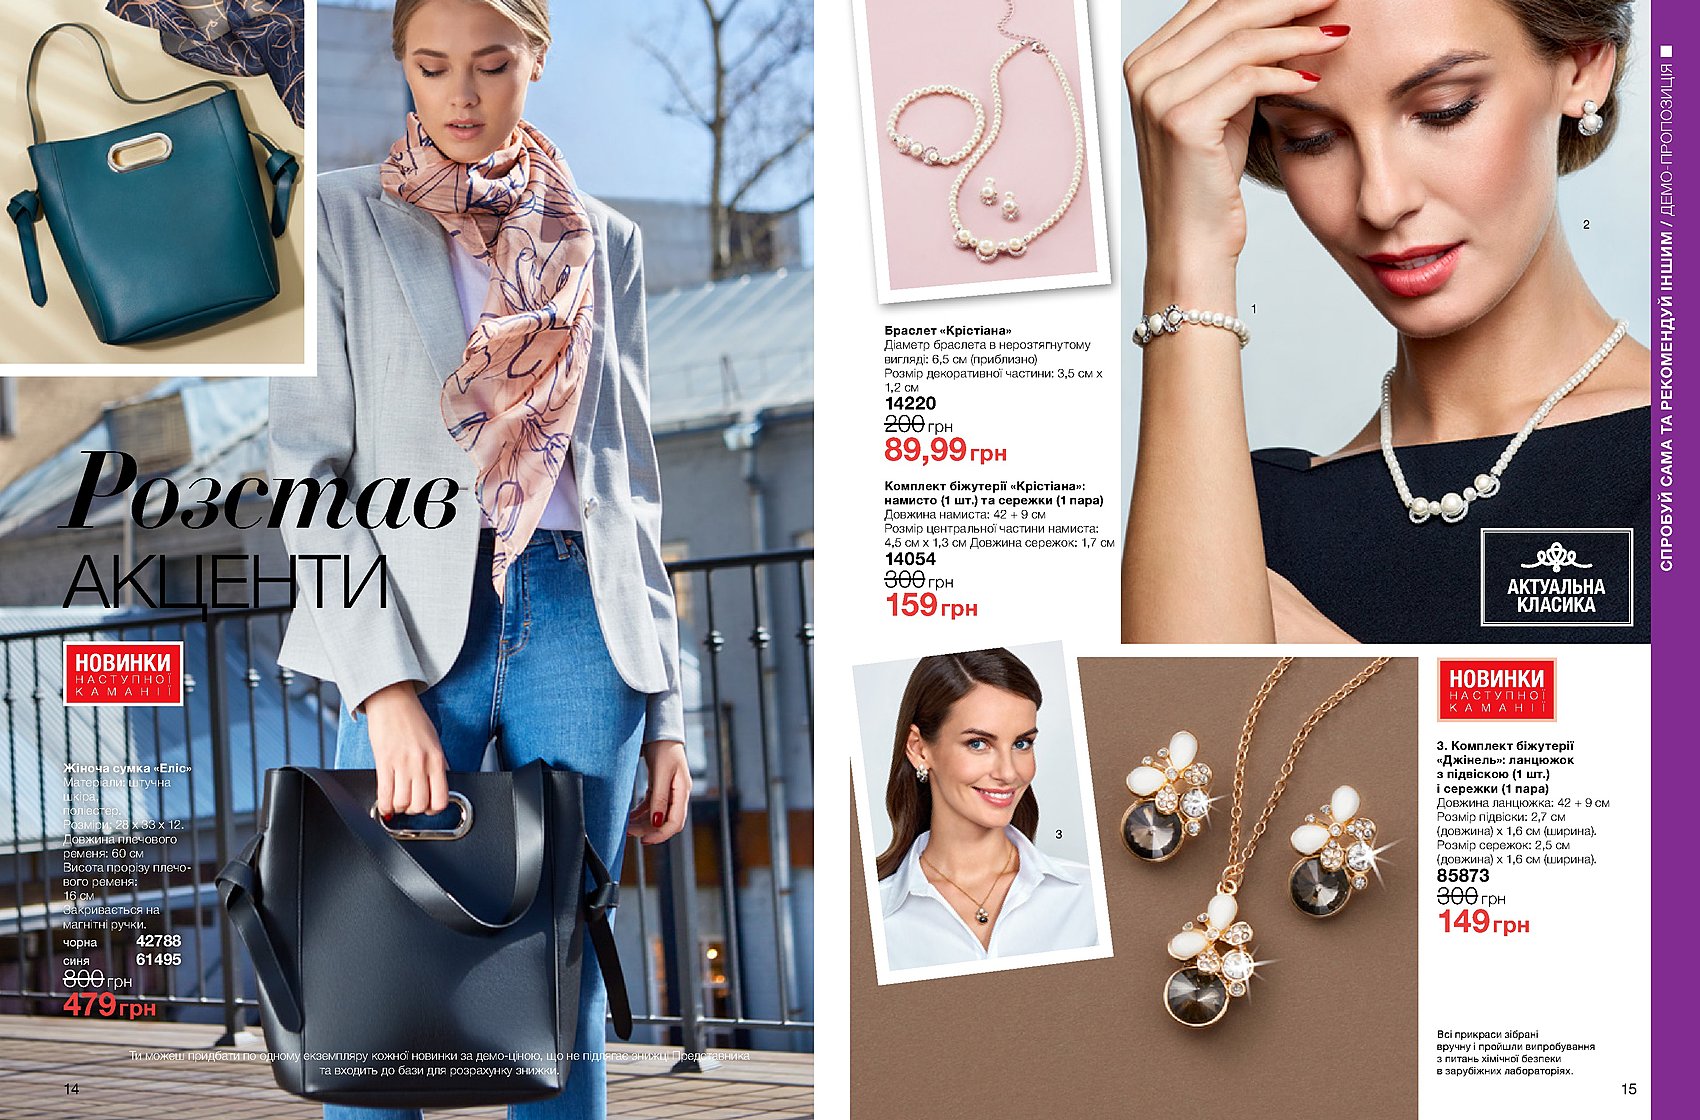 Розстав
АКЦЕНТИ
НОВИНКИ
НАСТУПНОЇ
КАМАНІЇ
Жіноча сумка «Еліс»
Матеріали: штучна
шкіра,
поліестер.
Розміри: 28 x 33 x 12.
Довжина плечового
ременя: 60 см
Висота прорізу плечо-
вого ременя:
16 см
Закривається на
магнітні ручки.
чорна 42788
синя 61495
800 грн
479 грн
Ти можеш придбати по одному екземпляру кожної новинки за демо-ціною, що не підлягає знижці Представника
та входить до бази для розрахунку знижки.
14
Браслет «Крістіана»
Діаметр браслета в нерозтягнутому
вигляді: 6,5 см (приблизно)
Розмір декоративної частини: 3,5 см x
1,2 см
14220
200 грн
89,99 грн
Комплект біжутерії «Крістіана»:
намисто (1 шт.) та сережки (1 пара)
Довжина намиста: 42 + 9 см
Розмір центральної частини намиста:
4,5 см x 1,3 см Довжина сережок: 1,7 см
14054
300 грн
159 грн
1
2
АКТУАЛЬНА
КЛАСИКА
СПРОБУЙ САМА ТА РЕКОМЕНДУЙ ІНШИМ / ДЕМО-ПРОПОЗИЦІЯ
3
НОВИНКИ
НАСТУПНОЇ
КАМАНІЇ
3. Комплект біжутерії
«Джінель»: ланцюжок
з підвіскою (1 шт.)
і сережки (1 пара)
Довжина ланцюжка: 42 + 9 см
Розмір підвіски: 2,7 см
(довжина) x 1,6 см (ширина).
Розмір сережок: 2,5 см
(довжина) x 1,6 см (ширина).
85873
300 грн
149 грн
Всі прикраси зібрані
вручну і пройшли випробування
з питань хімічної безпеки
в зарубіжних лабораторіях.
15